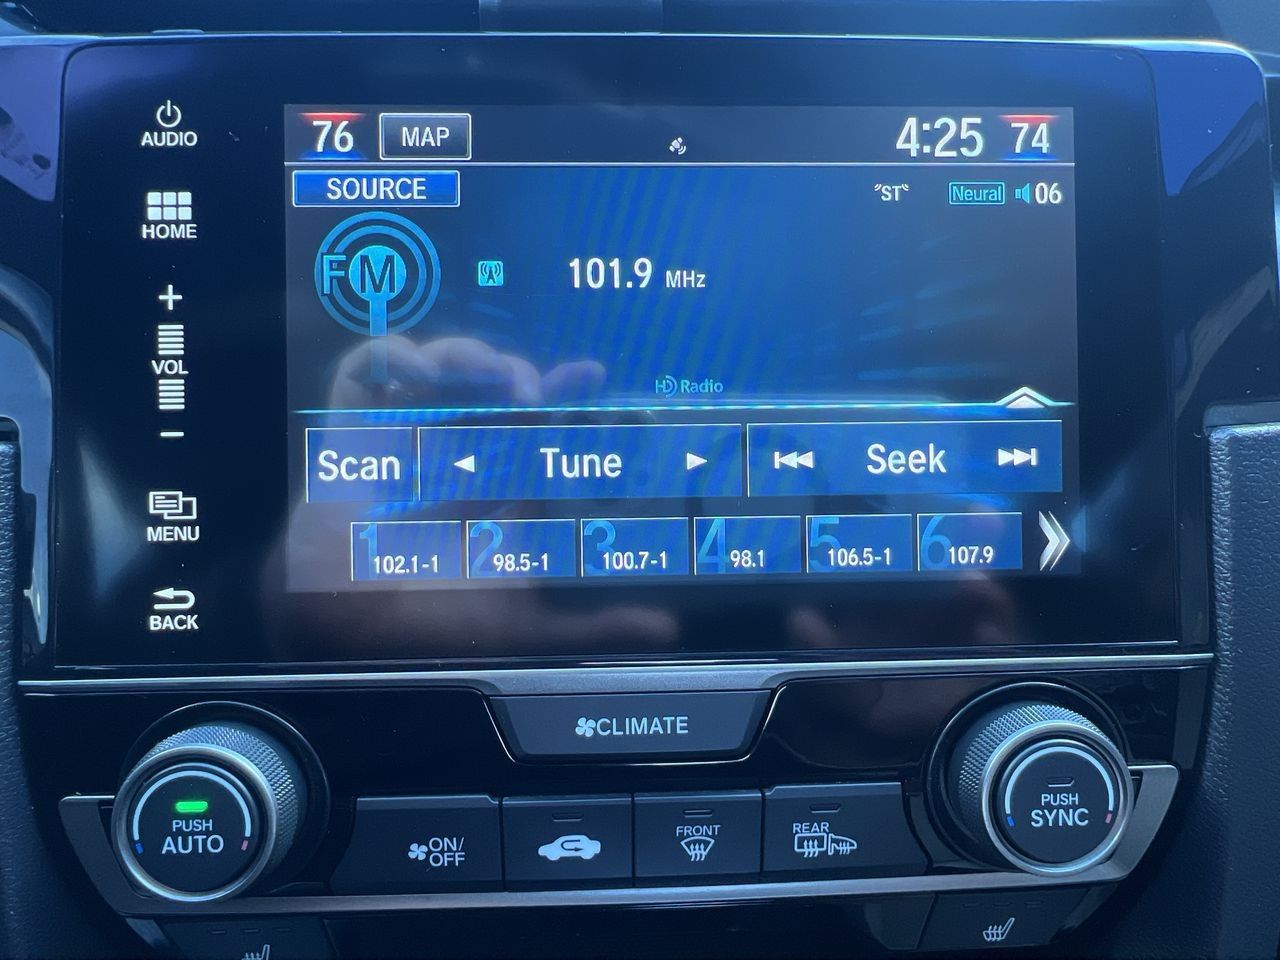 AUDIO
HOME
+
VOL
−
MENU
BACK
76 MAP 4:25 74
SOURCE "ST" Neural 06
FM 101.9 MHz
HD Radio
Scan Tune Seek
1 102.1-1 2 98.5-1 3 100.7-1 4 98.1 5 106.5-1 6 107.9
CLIMATE
PUSH
AUTO
ON/
OFF
FRONT
REAR
PUSH
SYNC